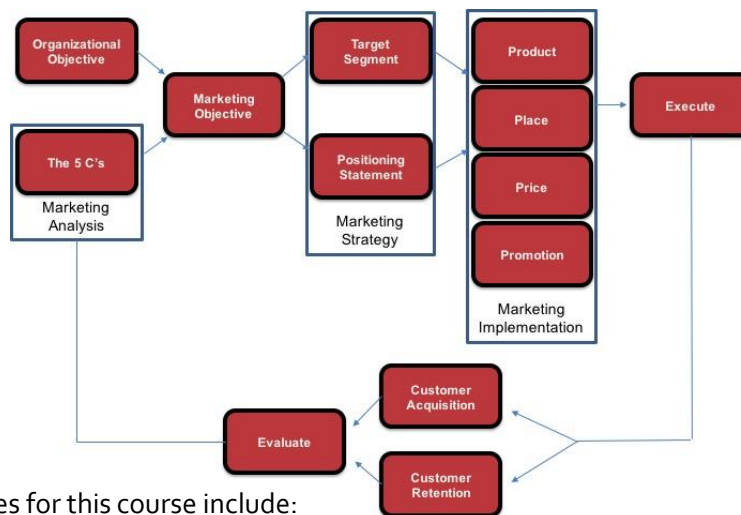 Organizational
Objective
The 5 C's
Marketing
Analysis
Marketing
Objective
Target
Segment
Positioning
Statement
Marketing
Strategy
Product
Place
Price
Promotion
Marketing
Implementation
Execute
Customer
Acquisition
Customer
Retention
Evaluate
es for this course include: